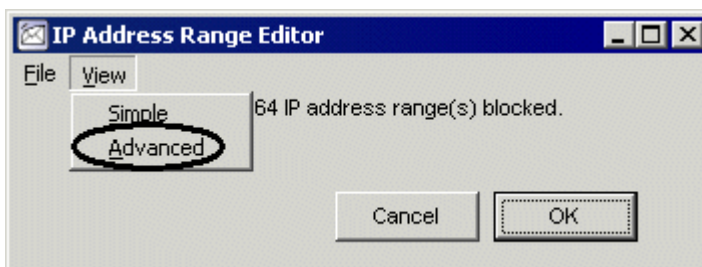 IP Address Range Editor
File View
Simple
64 IP address range(s) blocked.
Advanced
Cancel OK